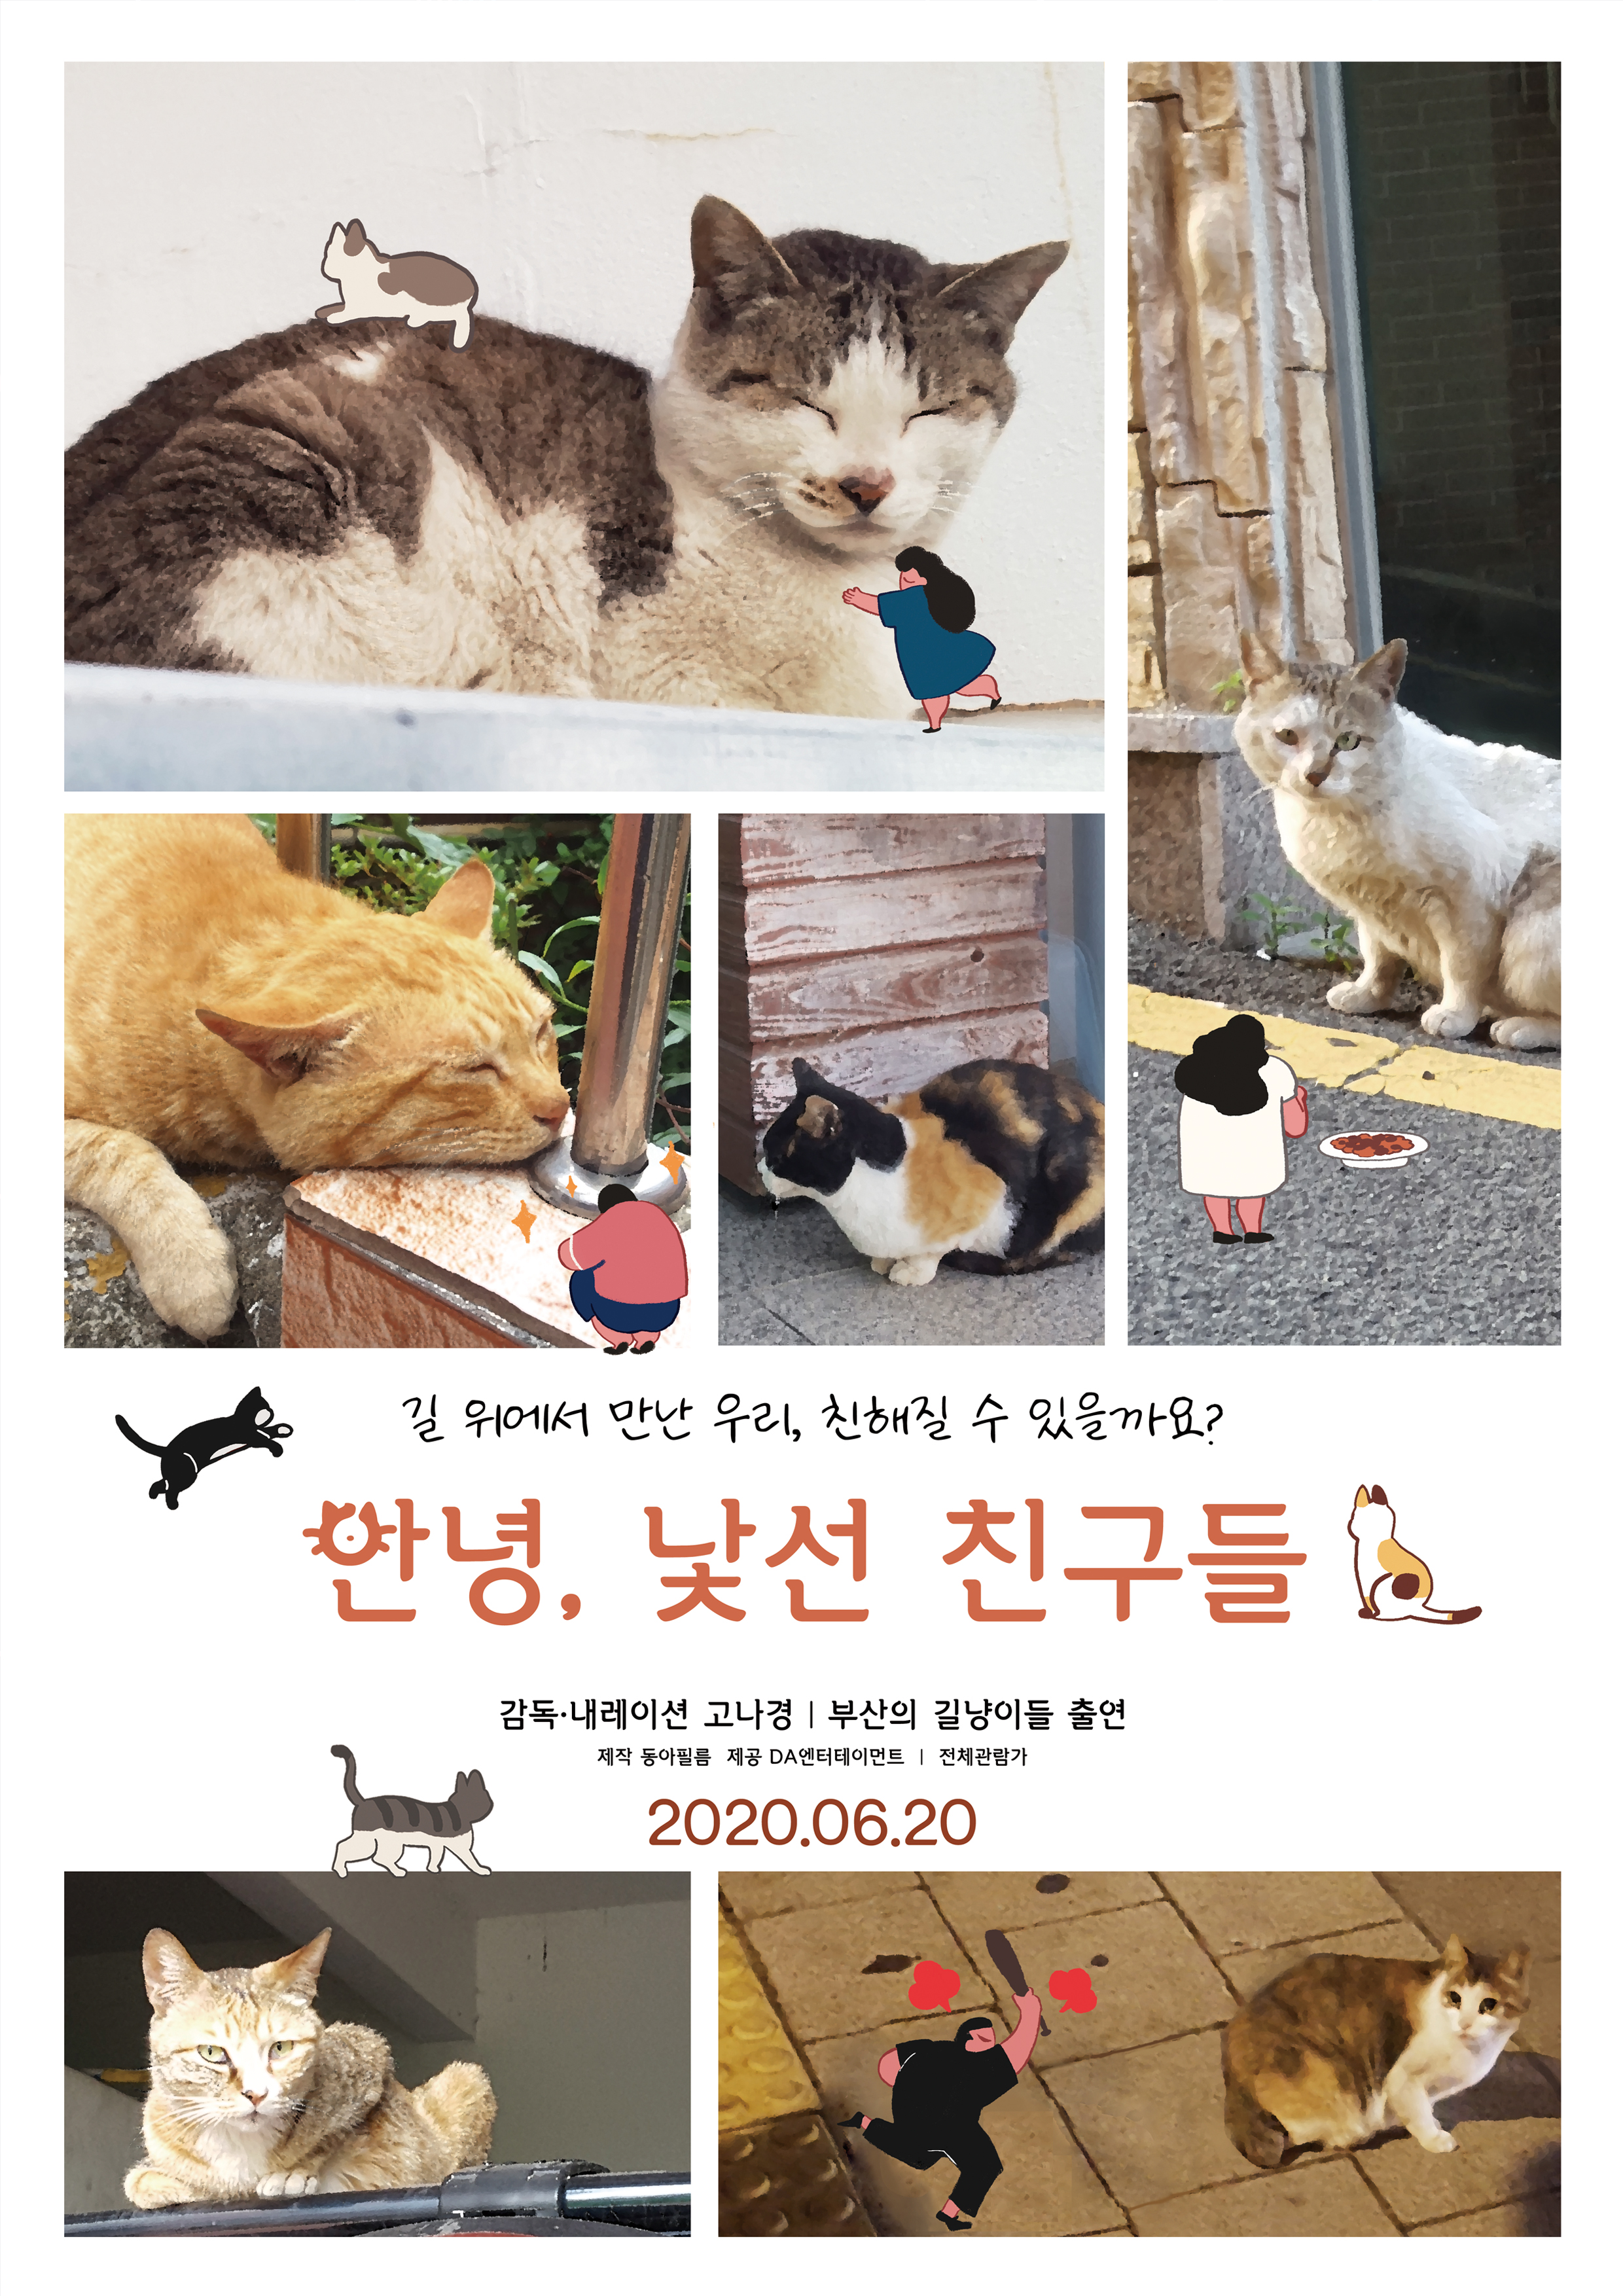 길 위에서 만난 우리, 친해질 수 있을까요?
안녕, 낯선 친구들
감독·내레이션 고나경 | 부산의 길냥이들 출연
제작 동아필름 제공 DA엔터테이먼트 | 전체관람가
2020.06.20